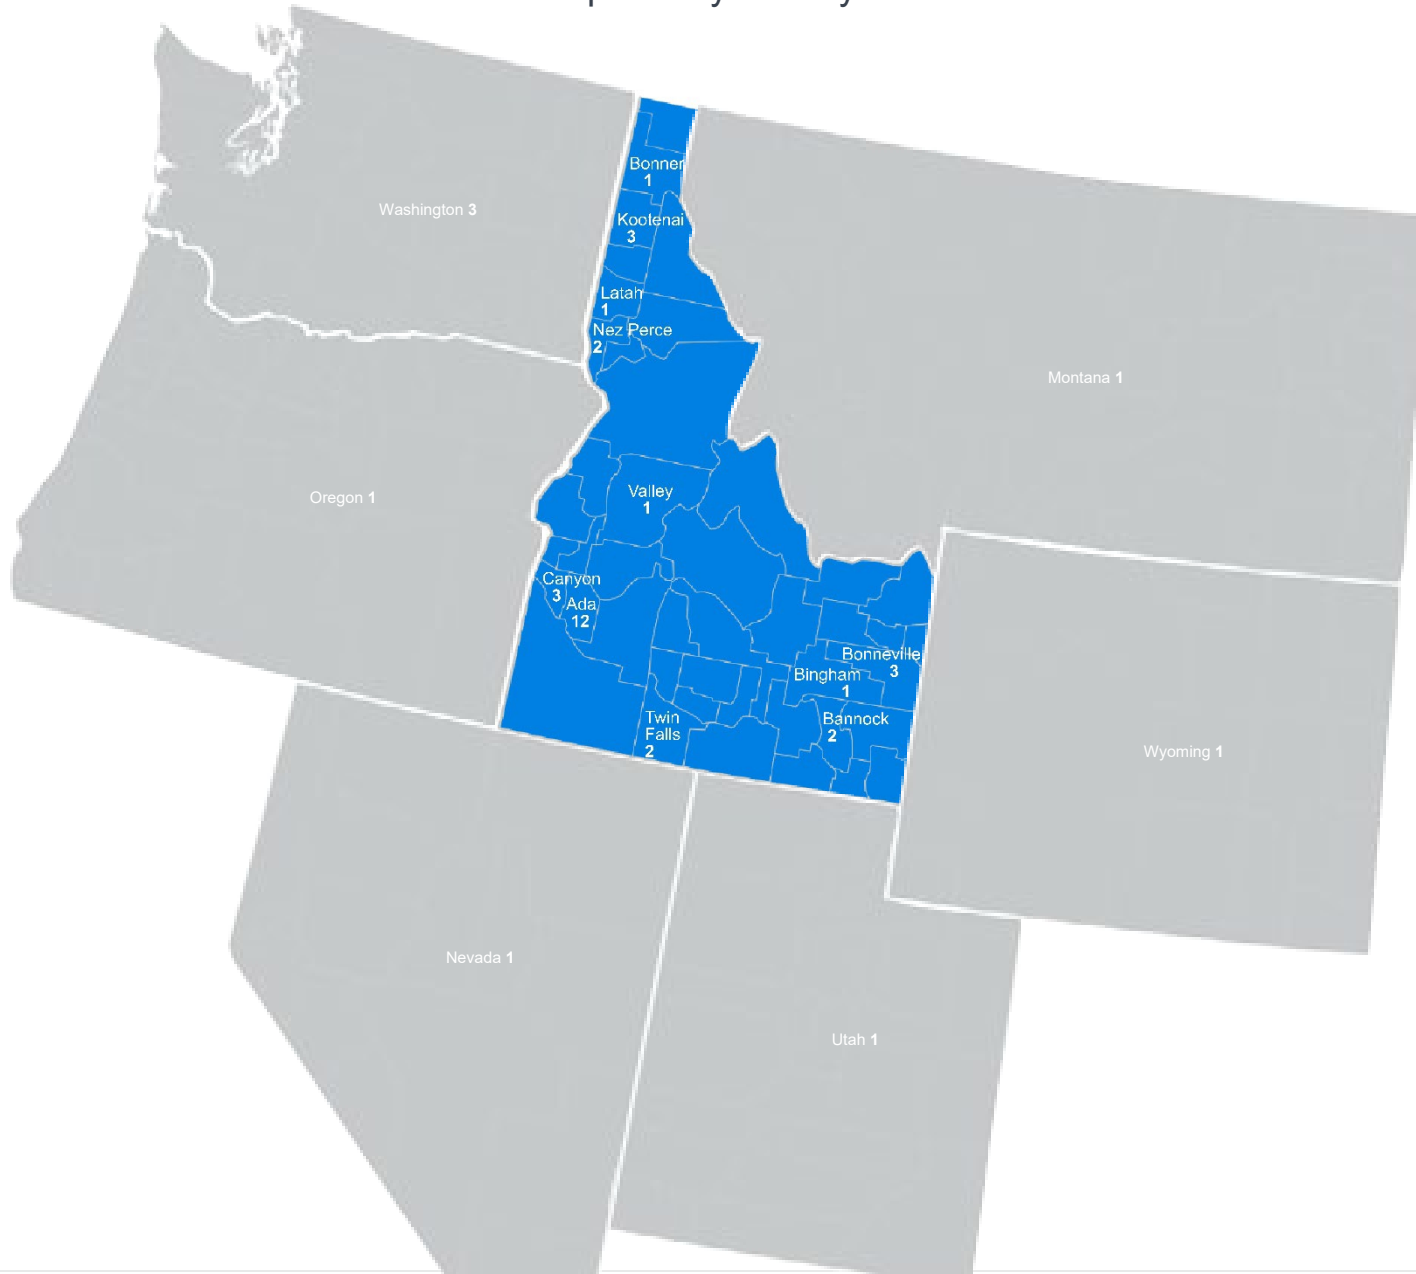 Bonner
1
Washington 3
Kootenai
3
Latah
1
Nez Perce
2
Montana 1
Oregon 1
Valley
1
Canyon
3
Ada
12
Bonneville
3
Bingham
1
Twin
Falls
2
Bannock
2
Wyoming 1
Nevada 1
Utah 1